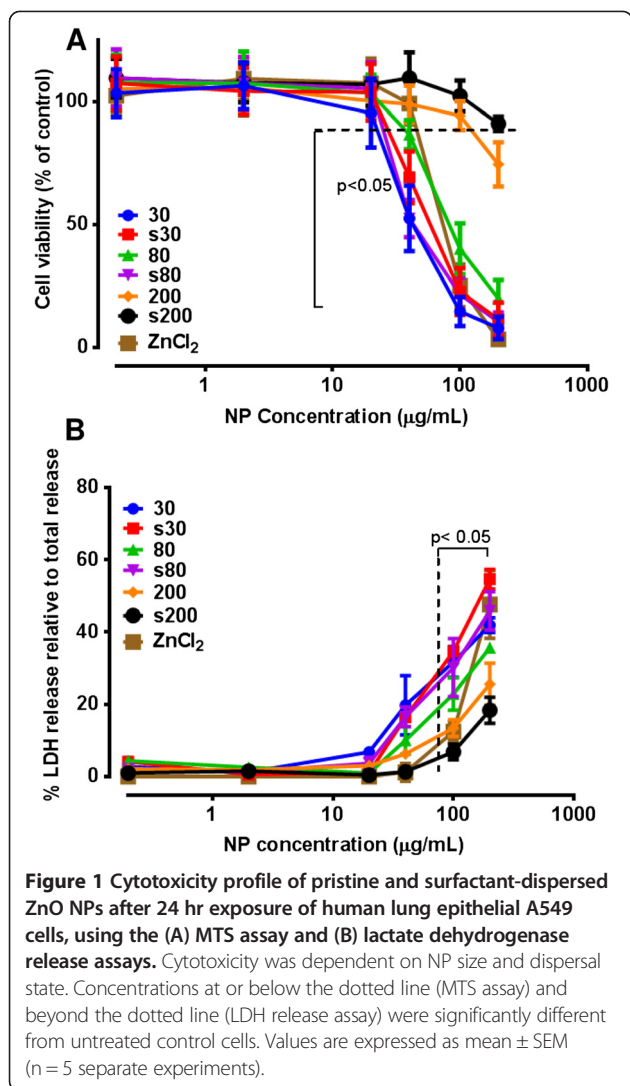 A
Cell viability (% of control)
100
50
0
p<0.05
30
s30
80
s80
200
s200
ZnCl₂
1
10
100
1000
NP Concentration (μg/mL)
B
% LDH release relative to total release
80
60
40
20
0
p< 0.05
30
s30
80
s80
200
s200
ZnCl₂
1
10
100
1000
NP concentration (μg/mL)
Figure 1 Cytotoxicity profile of pristine and surfactant-dispersed
ZnO NPs after 24 hr exposure of human lung epithelial A549
cells, using the (A) MTS assay and (B) lactate dehydrogenase
release assays. Cytotoxicity was dependent on NP size and dispersal
state. Concentrations at or below the dotted line (MTS assay) and
beyond the dotted line (LDH release assay) were significantly different
from untreated control cells. Values are expressed as mean ± SEM
(n = 5 separate experiments).